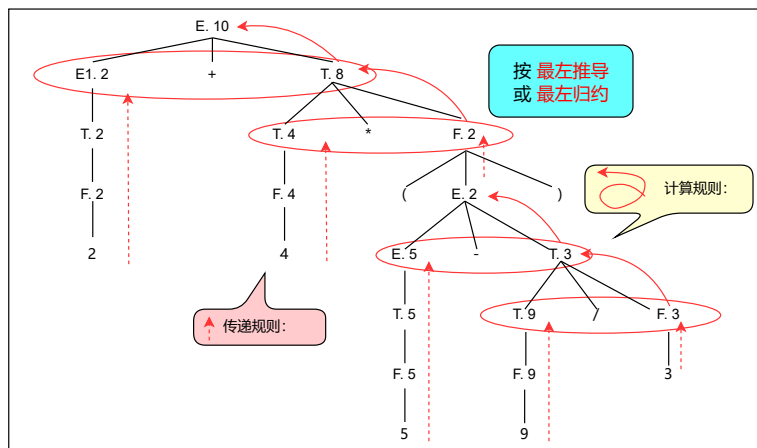 E. 10
E1. 2 + T. 8
按 最左推导
或 最左归约
T. 2 T. 4 * F. 2
F. 2 F. 4 ( E. 2 )
计算规则：
2 4 E. 5 - T. 3
传递规则：
T. 5 T. 9 / F. 3
F. 5 F. 9 3
5 9